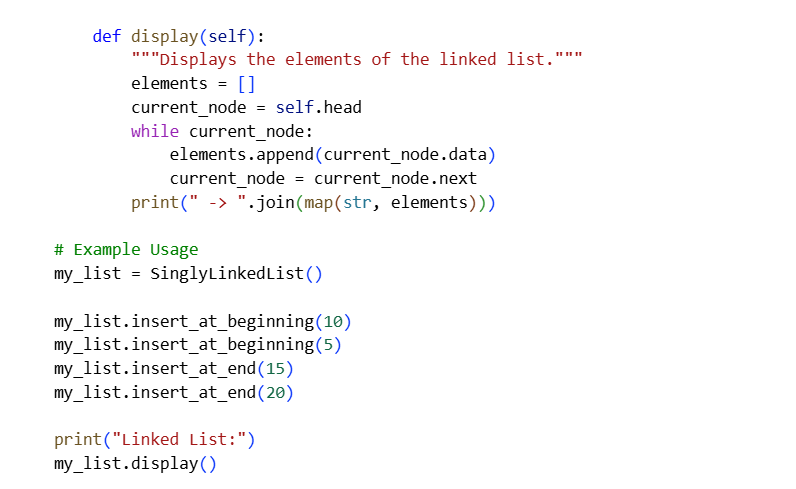 def display(self):
"""Displays the elements of the linked list."""
elements = []
current_node = self.head
while current_node:
elements.append(current_node.data)
current_node = current_node.next
print(" -> ".join(map(str, elements)))
# Example Usage
my_list = SinglyLinkedList()
my_list.insert_at_beginning(10)
my_list.insert_at_beginning(5)
my_list.insert_at_end(15)
my_list.insert_at_end(20)
print("Linked List:")
my_list.display()